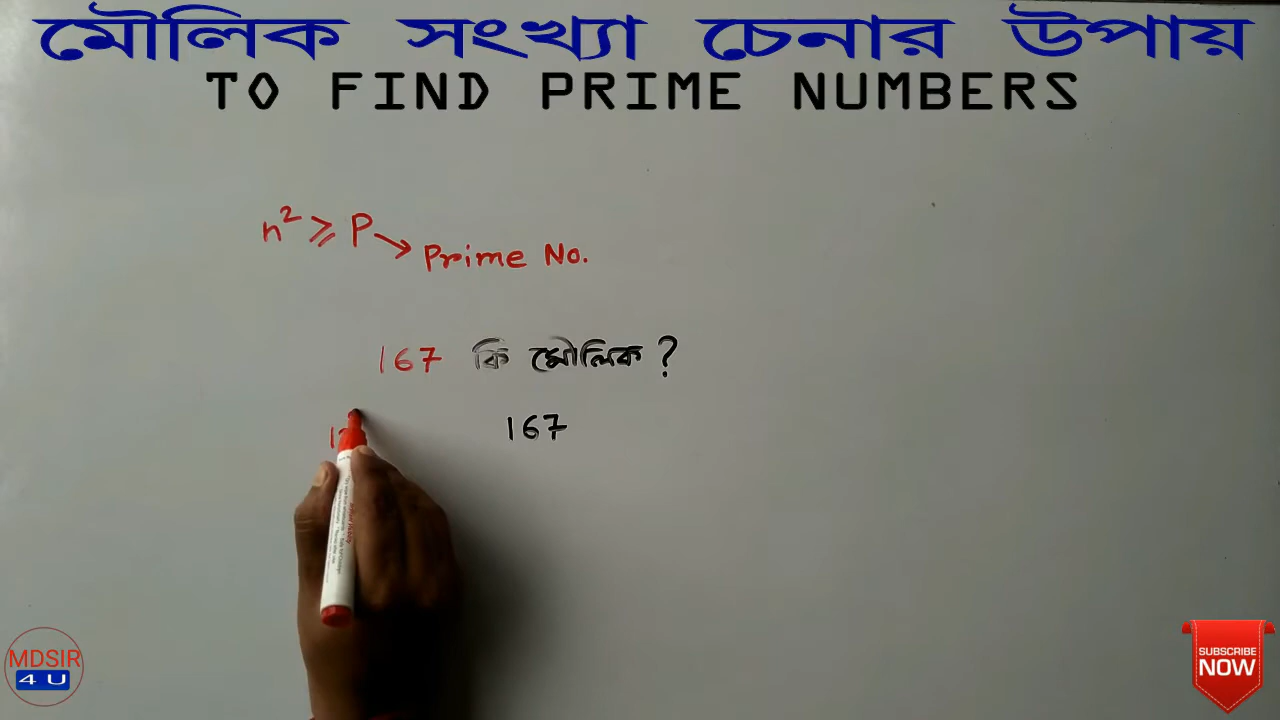 মৌলিক সংখ্যা চেনার উপায়
TO FIND PRIME NUMBERS
n² ≥ P → Prime No.
167 কি মৌলিক ?
167
MDSIR
4 U
SUBSCRIBE
NOW